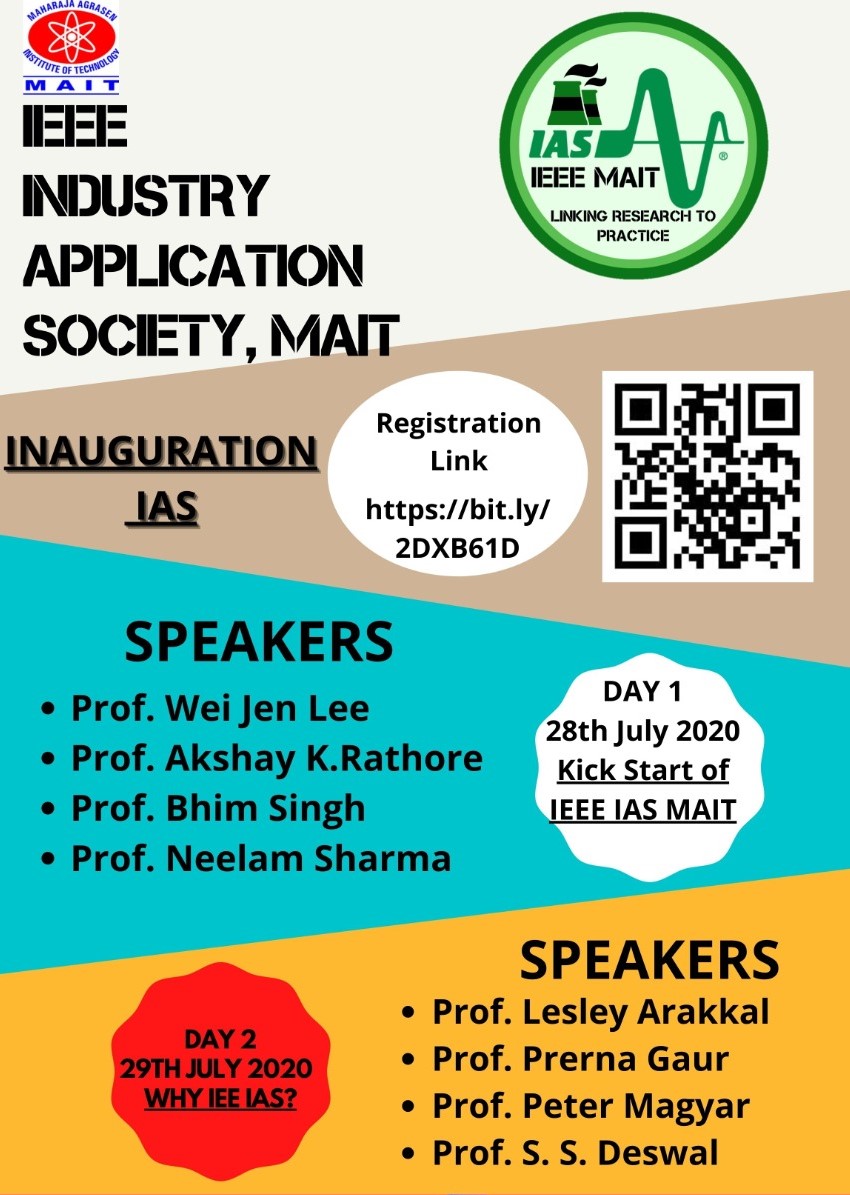 MAHARAJA AGRASEN
INSTITUTE OF TECHNOLOGY
MAIT
IEEE
INDUSTRY
APPLICATION
SOCIETY, MAIT
IAS
®
IEEE MAIT
LINKING RESEARCH TO
PRACTICE
INAUGURATION
IAS
Registration
Link
https://bit.ly/
2DXB61D
SPEAKERS
• Prof. Wei Jen Lee
• Prof. Akshay K.Rathore
• Prof. Bhim Singh
• Prof. Neelam Sharma
DAY 1
28th July 2020
Kick Start of
IEEE IAS MAIT
DAY 2
29TH JULY 2020
WHY IEE IAS?
SPEAKERS
• Prof. Lesley Arakkal
• Prof. Prerna Gaur
• Prof. Peter Magyar
• Prof. S. S. Deswal